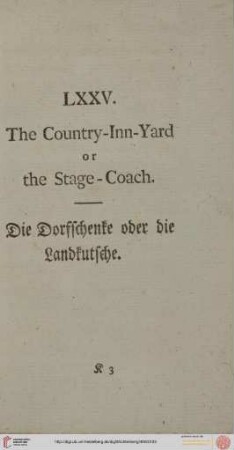 LXXV.
The Country-Inn-Yard
or
the Stage-Coach.
Die Dorfschenke oder die
Landkutsche.
K 3